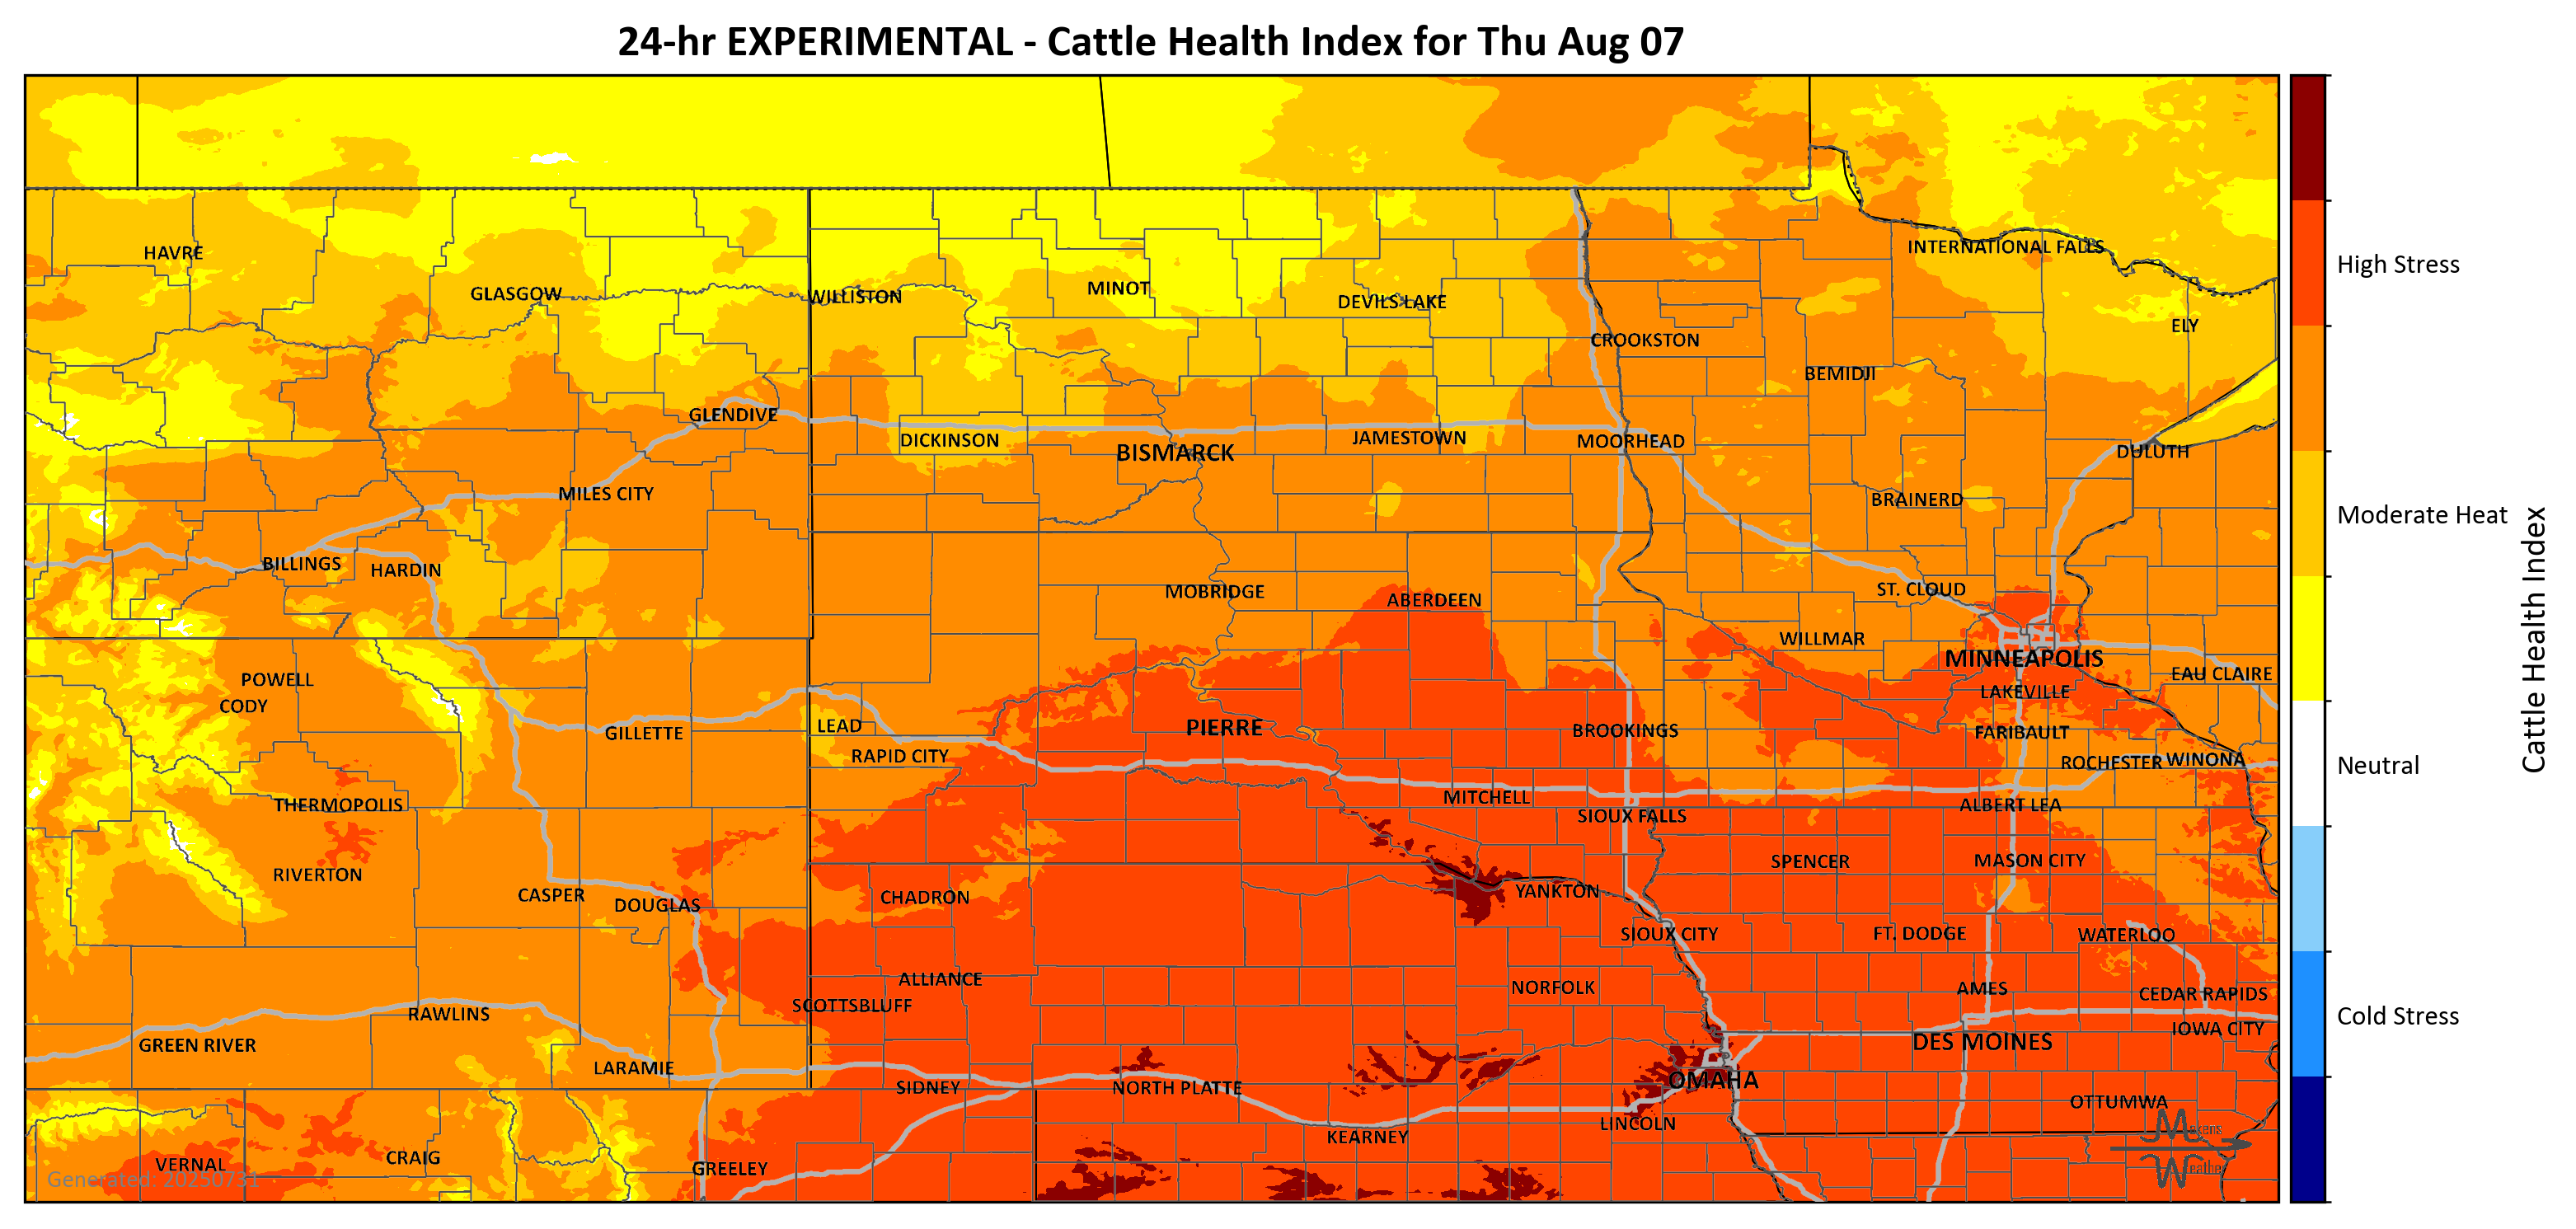 24-hr EXPERIMENTAL - Cattle Health Index for Thu Aug 07
HAVRE
INTERNATIONAL FALLS
GLASGOW
WILLISTON
MINOT
DEVILS LAKE
ELY
CROOKSTON
BEMIDJI
GLENDIVE
DICKINSON
BISMARCK
JAMESTOWN
MOORHEAD
DULUTH
MILES CITY
BRAINERD
BILLINGS
HARDIN
MOBRIDGE
ABERDEEN
ST. CLOUD
WILLMAR
MINNEAPOLIS
EAU CLAIRE
POWELL
CODY
LAKEVILLE
GILLETTE
LEAD
PIERRE
BROOKINGS
FARIBAULT
RAPID CITY
ROCHESTER
WINONA
THERMOPOLIS
MITCHELL
ALBERT LEA
SIOUX FALLS
RIVERTON
SPENCER
MASON CITY
CASPER
DOUGLAS
CHADRON
YANKTON
SIOUX CITY
FT. DODGE
WATERLOO
ALLIANCE
NORFOLK
AMES
CEDAR RAPIDS
SCOTTSBLUFF
RAWLINS
IOWA CITY
GREEN RIVER
DES MOINES
LARAMIE
SIDNEY
NORTH PLATTE
OMAHA
OTTUMWA
LINCOLN
KEARNEY
VERNAL
CRAIG
GREELEY
Generated: 20250731
Makens
Weather
High Stress
Moderate Heat
Neutral
Cold Stress
Cattle Health Index